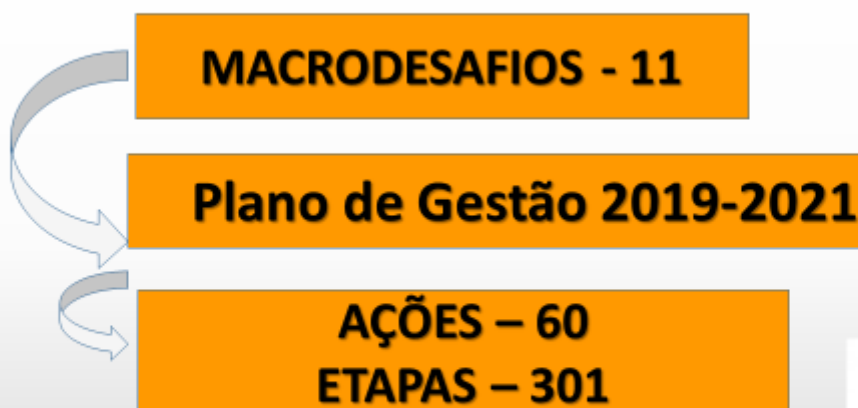 MACRODESAFIOS - 11
Plano de Gestão 2019-2021
AÇÕES – 60
ETAPAS – 301